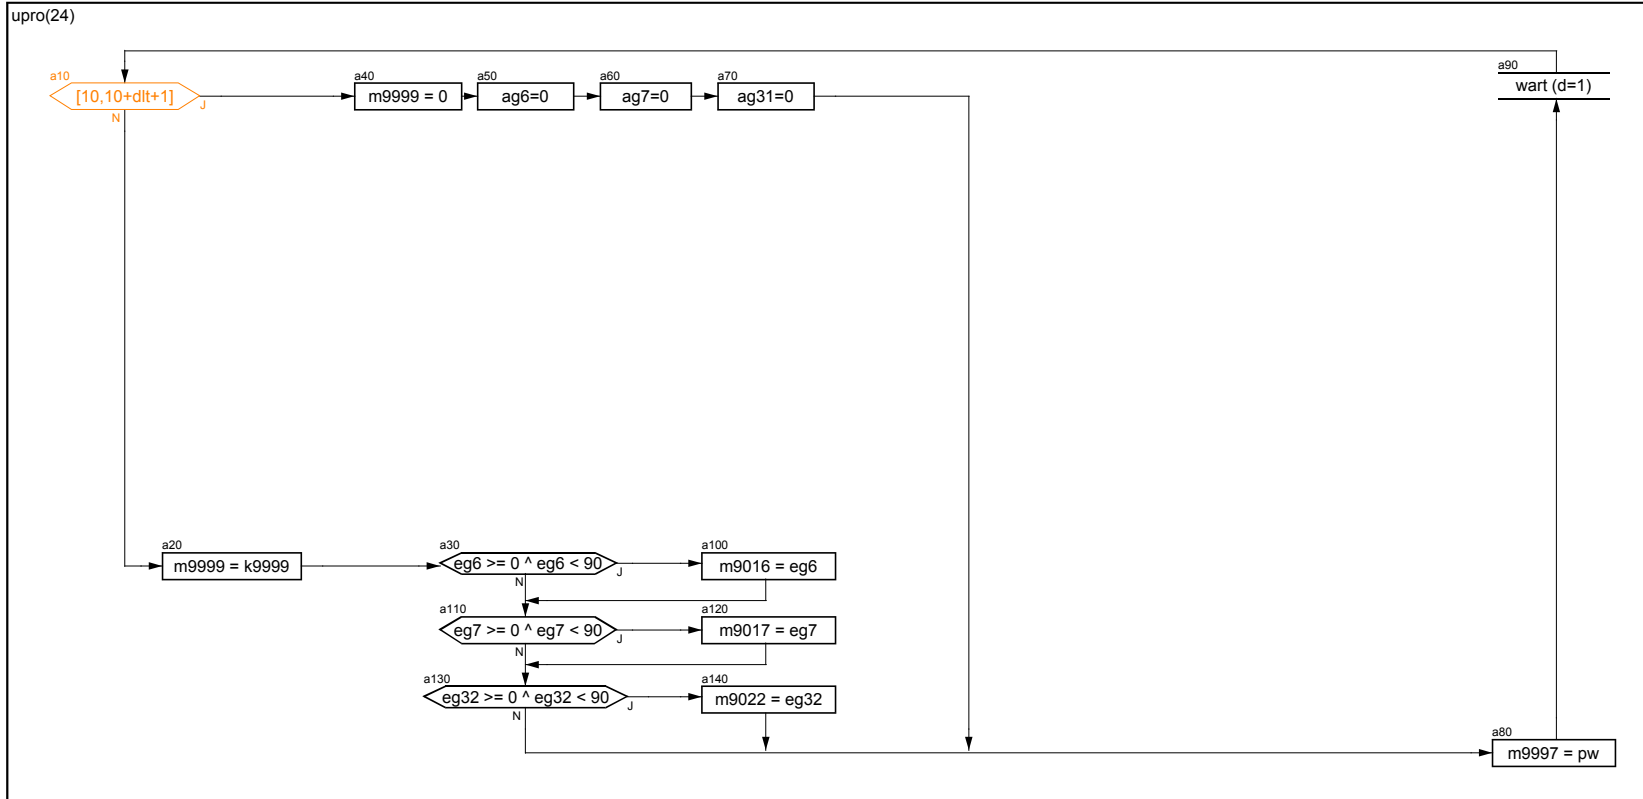 upro(24)
a10
[10,10+dlt+1]
J
N
a40
m9999 = 0
a50
ag6=0
a60
ag7=0
a70
ag31=0
a90
wart (d=1)
a20
m9999 = k9999
a30
eg6 >= 0 ^ eg6 < 90
J
N
a100
m9016 = eg6
a110
eg7 >= 0 ^ eg7 < 90
J
N
a120
m9017 = eg7
a130
eg32 >= 0 ^ eg32 < 90
J
N
a140
m9022 = eg32
a80
m9997 = pw